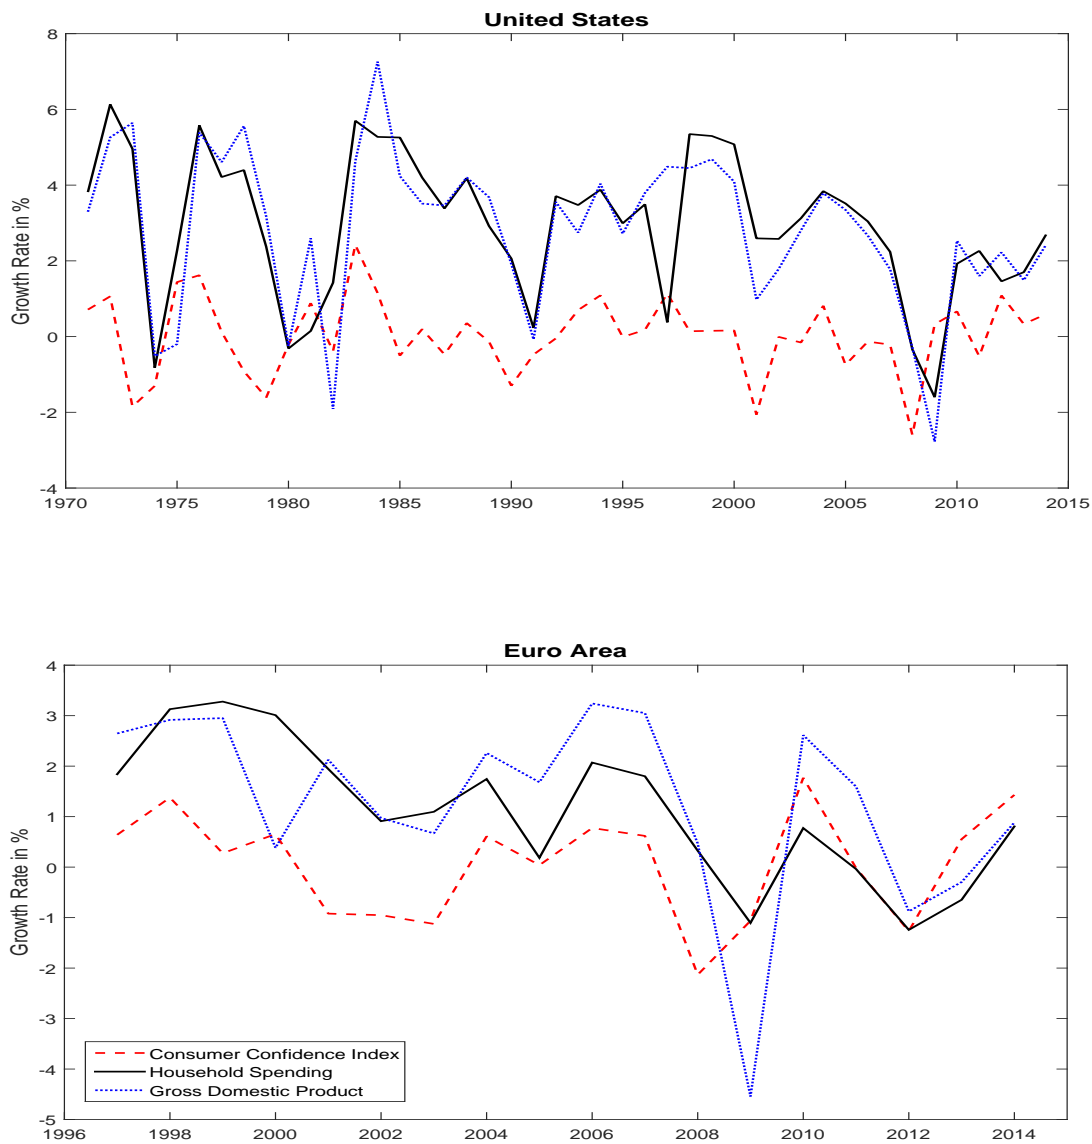 United States
Growth Rate in %
8
6
4
2
0
-2
-4
1970 1975 1980 1985 1990 1995 2000 2005 2010 2015
Euro Area
Growth Rate in %
4
3
2
1
0
-1
-2
-3
-4
-5
Consumer Confidence Index
Household Spending
Gross Domestic Product
1996 1998 2000 2002 2004 2006 2008 2010 2012 2014